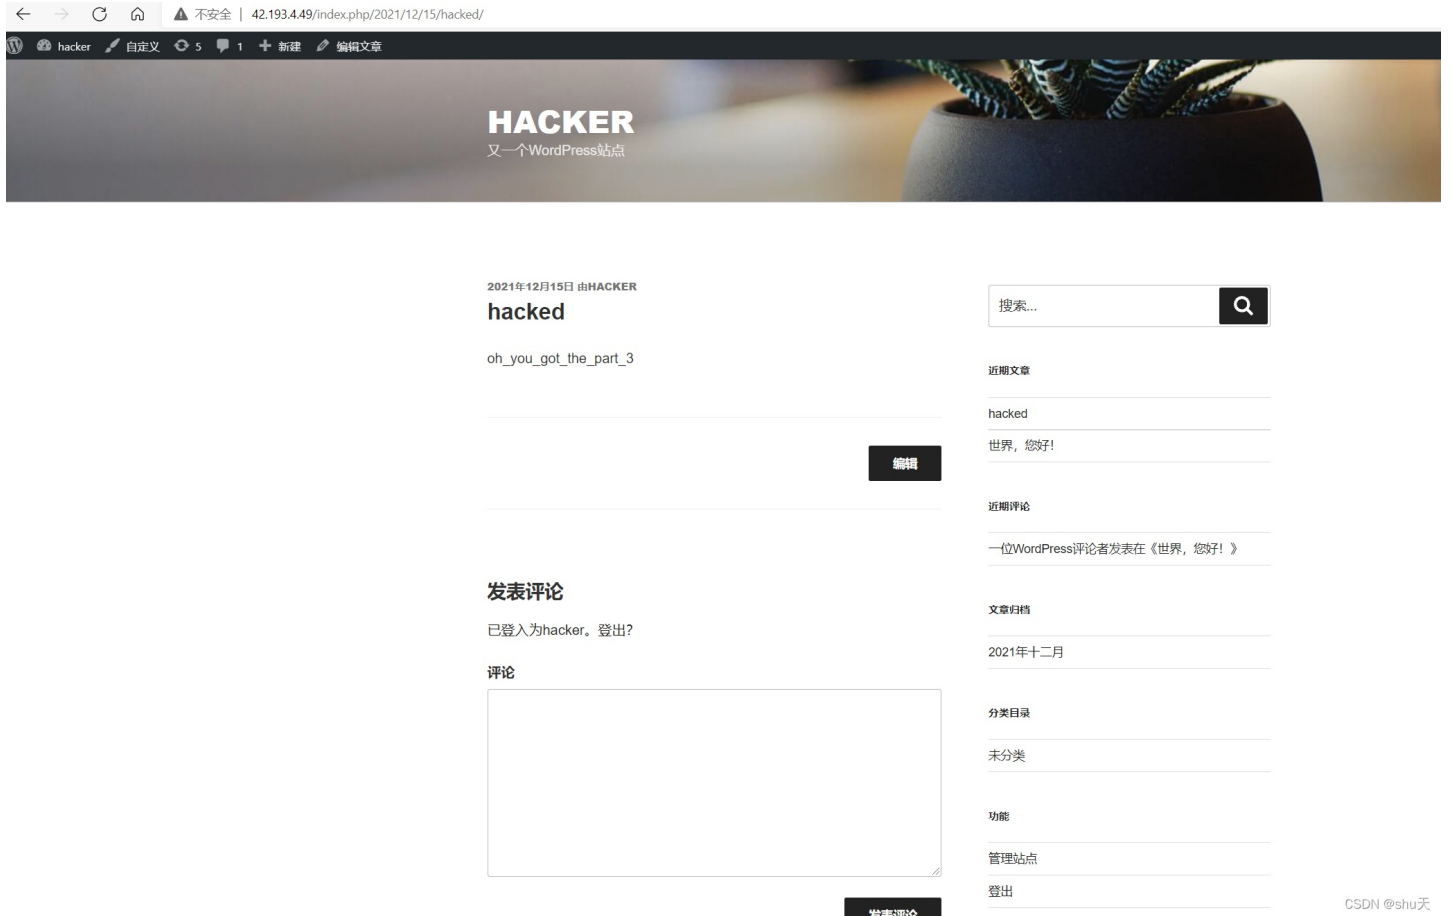 不安全 | 42.193.4.49/index.php/2021/12/15/hacked/
hacker 自定义 5 1 新建 编辑文章
HACKER
又一个WordPress站点
2021年12月15日 由HACKER
hacked
oh_you_got_the_part_3
编辑
发表评论
已登入为hacker。登出？
评论
发表评论
搜索...
近期文章
hacked
世界，您好！
近期评论
一位WordPress评论者发表在《世界，您好！》
文章归档
2021年十二月
分类目录
未分类
功能
管理站点
登出
CSDN @shu天